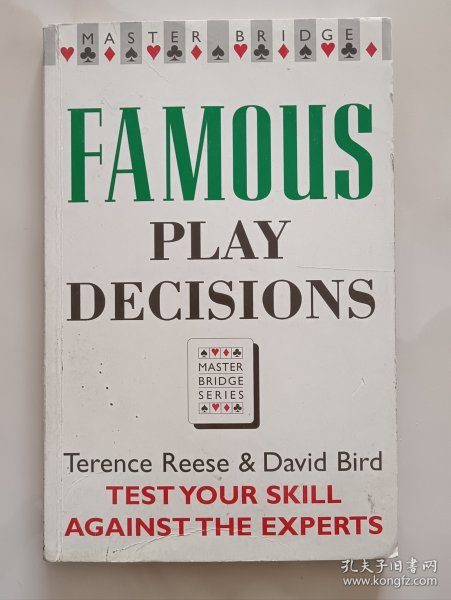 MASTER BRIDGE
FAMOUS
PLAY
DECISIONS
MASTER
BRIDGE
SERIES
Terence Reese & David Bird
TEST YOUR SKILL
AGAINST THE EXPERTS
孔夫子旧书网
www.kongfz.com